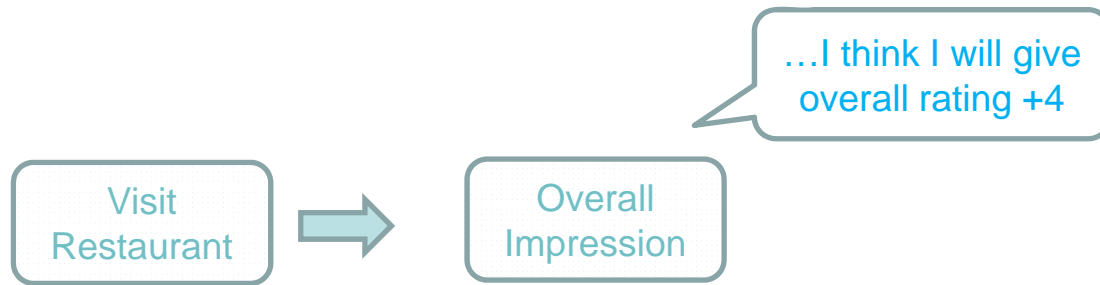 …I think I will give
overall rating +4
Visit
Restaurant
Overall
Impression